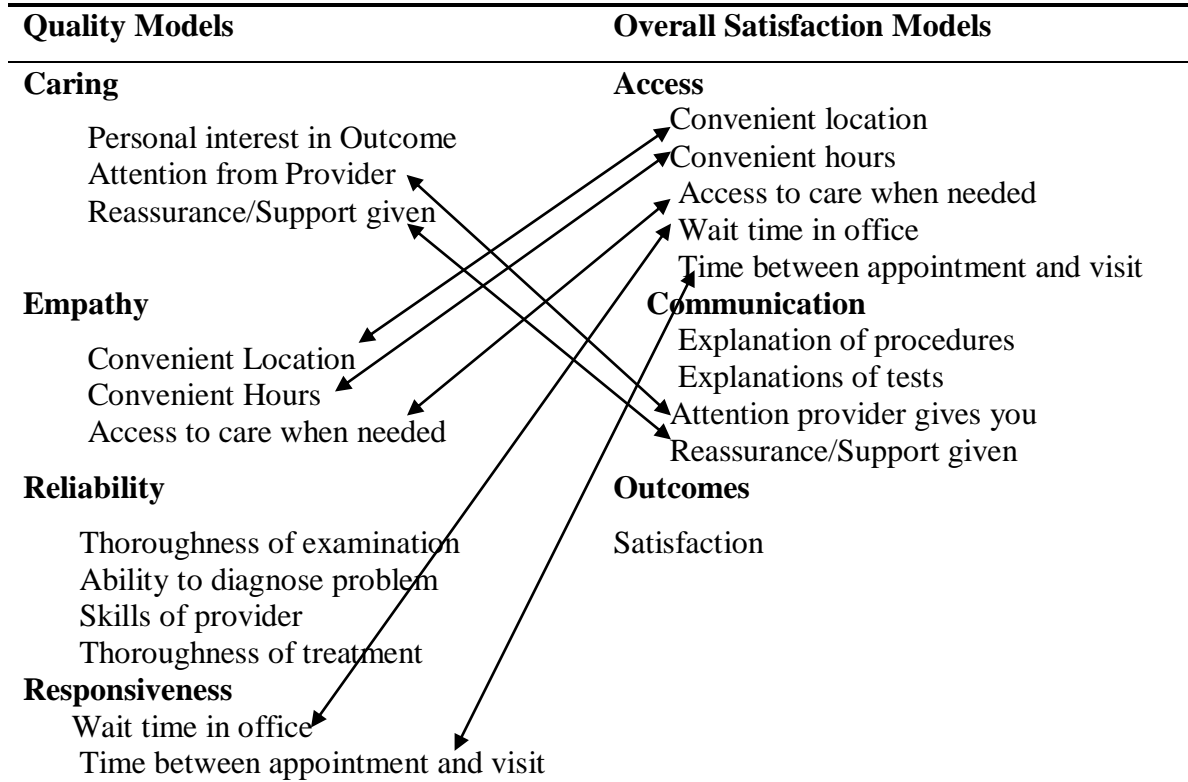 Quality Models
Overall Satisfaction Models
Caring
Personal interest in Outcome
Attention from Provider
Reassurance/Support given
Empathy
Convenient Location
Convenient Hours
Access to care when needed
Reliability
Thoroughness of examination
Ability to diagnose problem
Skills of provider
Thoroughness of treatment
Responsiveness
Wait time in office
Time between appointment and visit
Access
Convenient location
Convenient hours
Access to care when needed
Wait time in office
Time between appointment and visit
Communication
Explanation of procedures
Explanations of tests
Attention provider gives you
Reassurance/Support given
Outcomes
Satisfaction